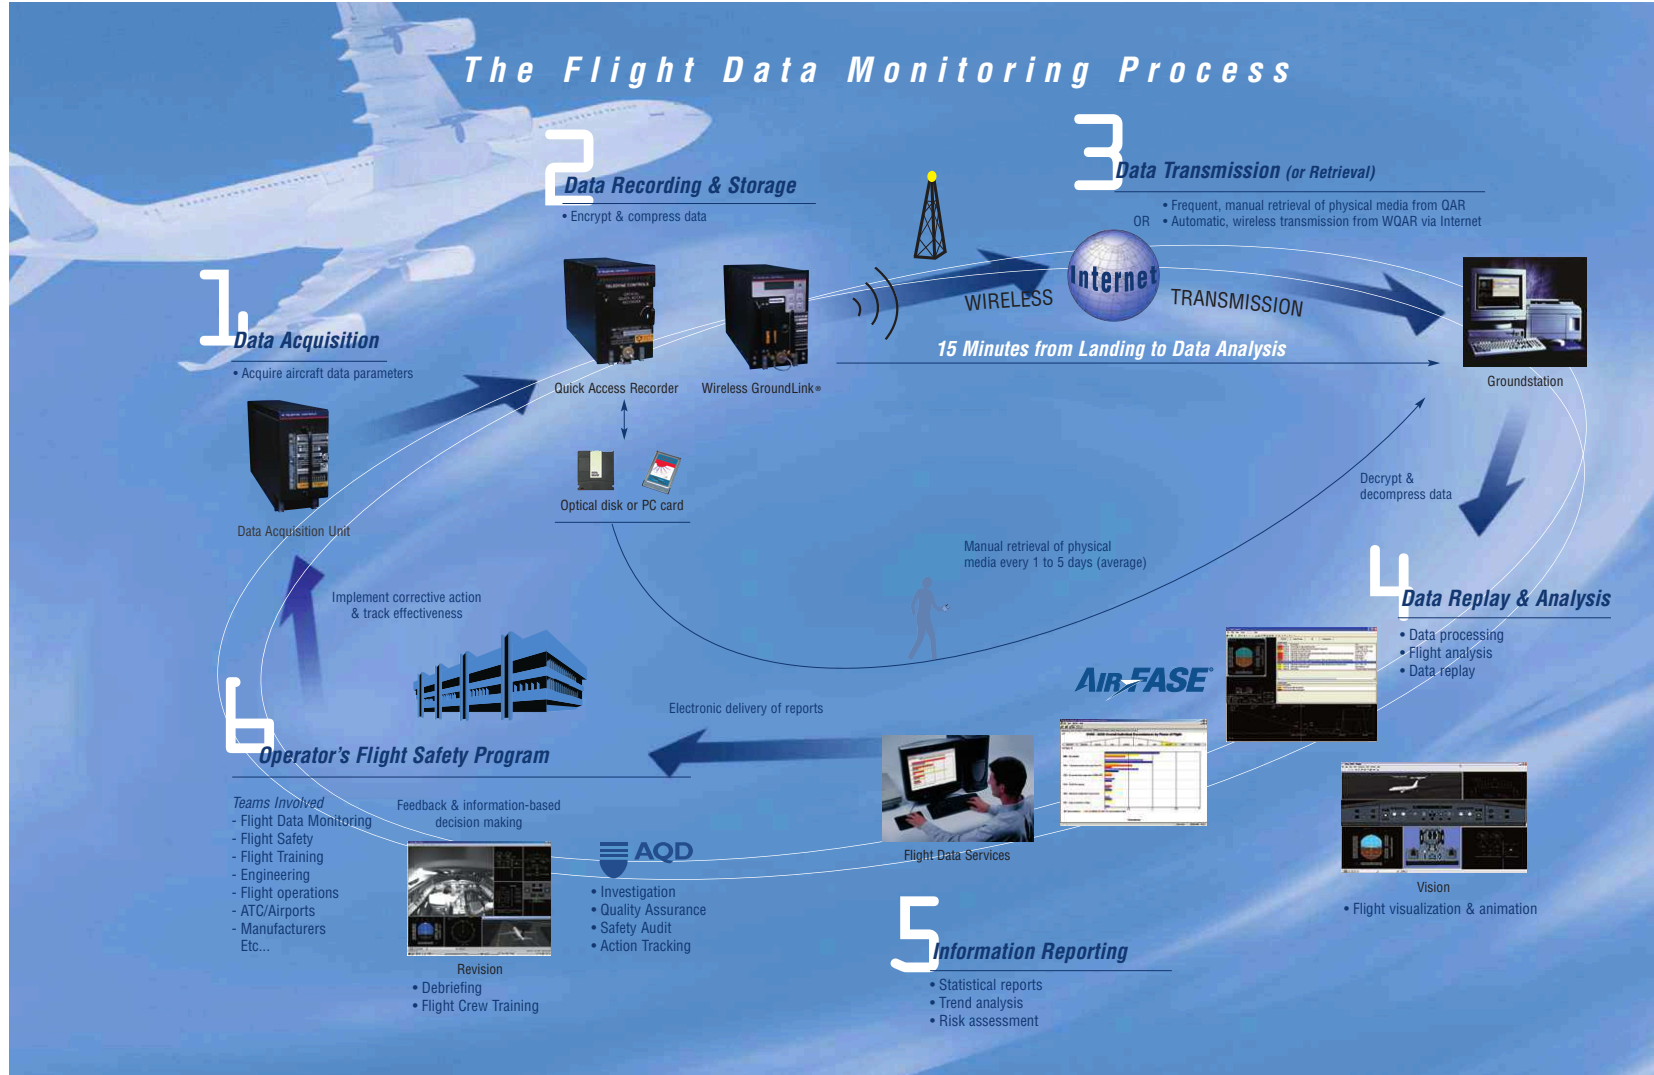 The Flight Data Monitoring Process
1
Data Acquisition
• Acquire aircraft data parameters
Data Acquisition Unit
2
Data Recording & Storage
• Encrypt & compress data
TELEDYNE CONTROLS
Quick Access Recorder
Wireless GroundLink®
Optical disk or PC card
3
Data Transmission (or Retrieval)
• Frequent, manual retrieval of physical media from QAR
OR • Automatic, wireless transmission from WQAR via Internet
WIRELESS
Internet
TRANSMISSION
15 Minutes from Landing to Data Analysis
Groundstation
Decrypt &
decompress data
Manual retrieval of physical
media every 1 to 5 days (average)
4
Data Replay & Analysis
• Data processing
• Flight analysis
• Data replay
AIRFASE®
Vision
• Flight visualization & animation
Flight Data Services
5
Information Reporting
• Statistical reports
• Trend analysis
• Risk assessment
Electronic delivery of reports
6
Operator's Flight Safety Program
Teams Involved
- Flight Data Monitoring
- Flight Safety
- Flight Training
- Engineering
- Flight operations
- ATC/Airports
- Manufacturers
Etc...
Feedback & information-based
decision making
Revision
• Debriefing
• Flight Crew Training
AQD
• Investigation
• Quality Assurance
• Safety Audit
• Action Tracking
Implement corrective action
& track effectiveness